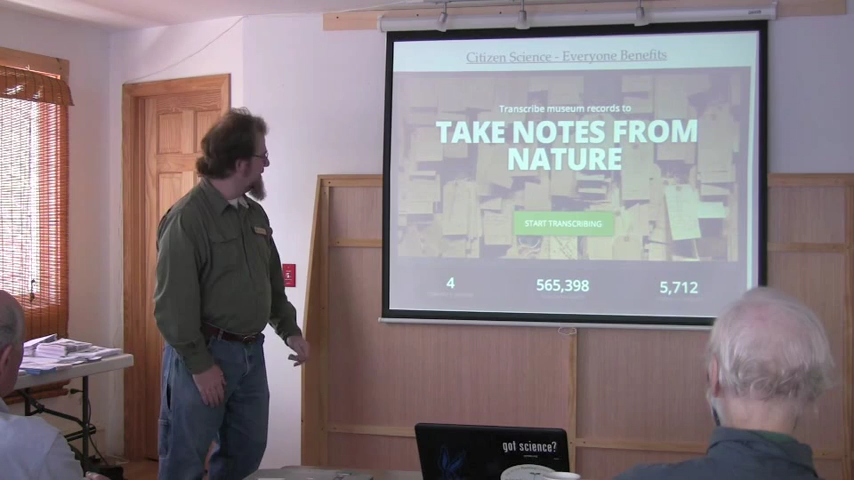 Citizen Science - Everyone Benefits
Transcribe museum records to
TAKE NOTES FROM
NATURE
START TRANSCRIBING
4
565,398
5,712
got science?